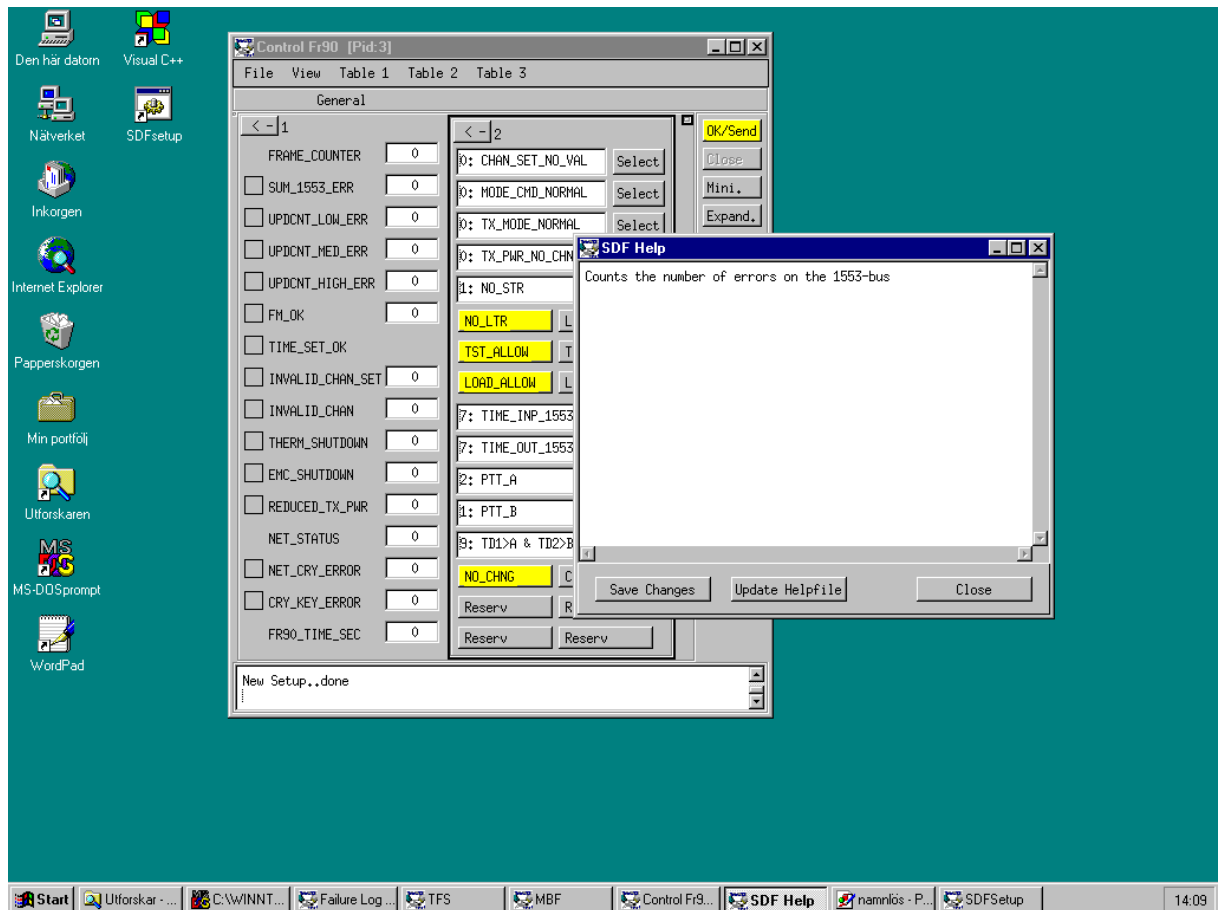 Den här datorn
Visual C++
Nätverket
SDFsetup
Inkorgen
Internet Explorer
Papperskorgen
Min portfölj
Utforskaren
MS-DOSprompt
WordPad
Control Fr90 [Pid:3]
File View Table 1 Table 2 Table 3
General
<-1
FRAME_COUNTER 0
SUM_1553_ERR 0
UPDCNT_LOW_ERR 0
UPDCNT_MED_ERR 0
UPDCNT_HIGH_ERR 0
FM_OK 0
TIME_SET_OK
INVALID_CHAN_SET 0
INVALID_CHAN 0
THERM_SHUTDOWN 0
EMC_SHUTDOWN 0
REDUCED_TX_PWR 0
NET_STATUS 0
NET_CRY_ERROR 0
CRY_KEY_ERROR 0
FR90_TIME_SEC 0
<-2
0: CHAN_SET_NO_VAL Select
0: MODE_CMD_NORMAL Select
0: TX_MODE_NORMAL Select
0: TX_PWR_NO_CHN
1: NO_STR
NO_LTR L
TST_ALLOW T
LOAD_ALLOW L
7: TIME_INP_1553
7: TIME_OUT_1553
2: PTT_A
1: PTT_B
9: TD1>A & TD2>B
NO_CHNG C
Reserv R
Reserv Reserv
OK/Send
Close
Mini.
Expand.
New Setup..done
SDF Help
Counts the number of errors on the 1553-bus
Save Changes Update Helpfile Close
Start Utforskar - ... C:\WINNT... Failure Log ... TFS MBF Control Fr9... SDF Help namnlös - P... SDFSetup 14:09